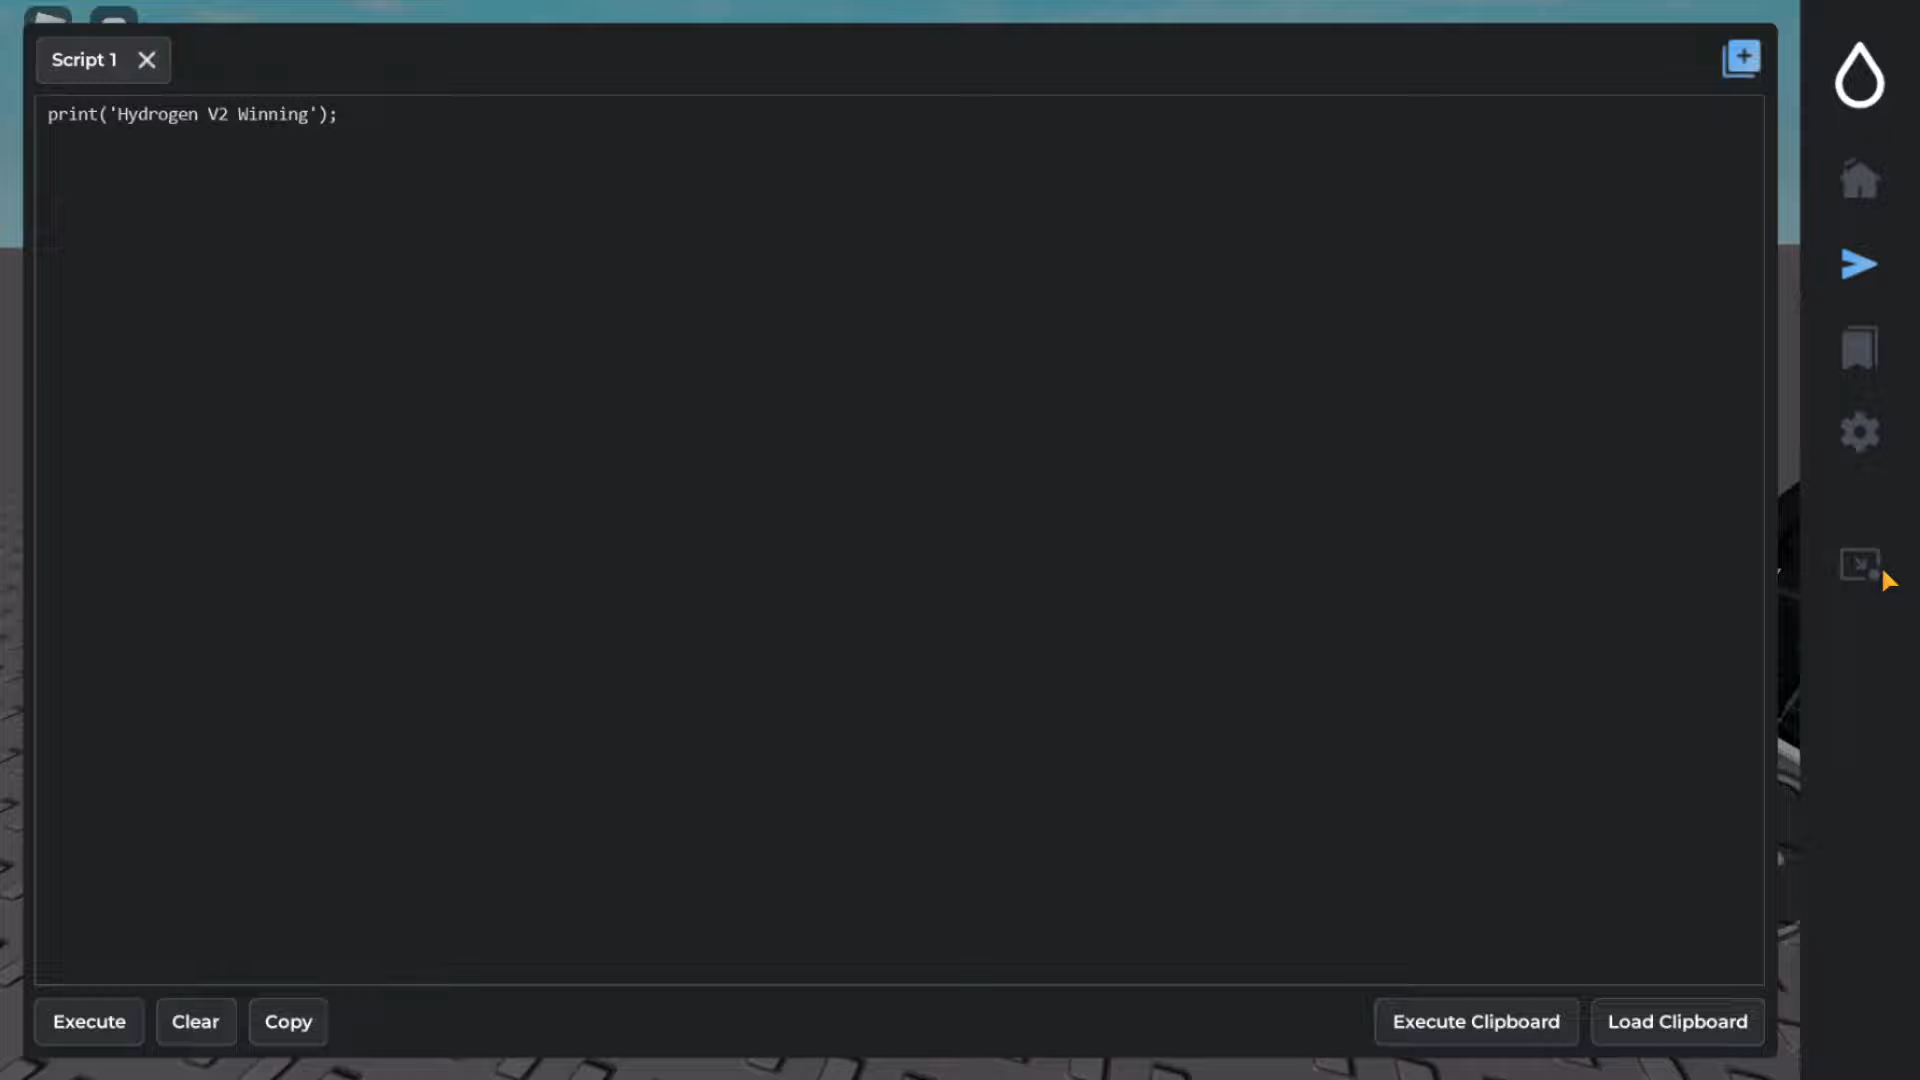 Script 1
print('Hydrogen V2 Winning');
Execute Clear Copy Execute Clipboard Load Clipboard